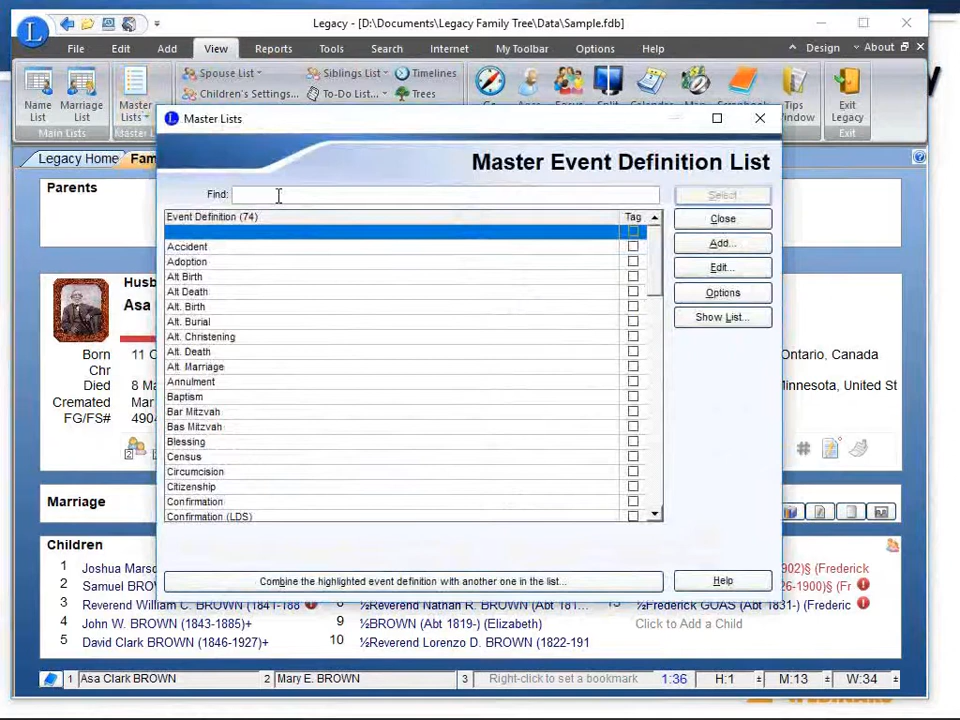 Legacy - [D:\Documents\Legacy Family Tree\Data\Sample.fdb]
File Edit Add View Reports Tools Search Internet My Toolbar Options Help Design About
Name List
Marriage List
Main Lists
Master Lists
Spouse List
Siblings List
Timelines
Children's Settings...
To-Do List...
Trees
Tips
Exit Legacy
Exit
Legacy Home
Master Lists
Master Event Definition List
Find:
Select
Event Definition (74) Tag
Close
Accident
Add...
Adoption
Edit...
Alt Birth
Alt Death
Options
Alt. Birth
Alt. Burial
Show List...
Alt. Christening
Alt. Death
Alt. Marriage
Annulment
Baptism
Bar Mitzvah
Bas Mitzvah
Blessing
Census
Circumcision
Citizenship
Confirmation
Confirmation (LDS)
Combine the highlighted event definition with another one in the list...
Help
Parents
Asa
Born
Ontario, Canada
Chr
Died
Cremated
FG/FS#
Marriage
Children
1 Joshua
2 Samuel BROWN
3 Reverend William C. BROWN (1841-188
4 John W. BROWN (1843-1885)+
5 David Clark BROWN (1846-1927)+
½Reverend Nathan R. BROWN (Abt 181...
9 ½BROWN (Abt 1819-) (Elizabeth)
10 ½Reverend Lorenzo D. BROWN (1822-191
½Frederick GOAS (Abt 1831-) (Frederic
Click to Add a Child
1 Asa Clark BROWN 2 Mary E. BROWN 3 Right-click to set a bookmark 1:36 H:1 M:13 W:34